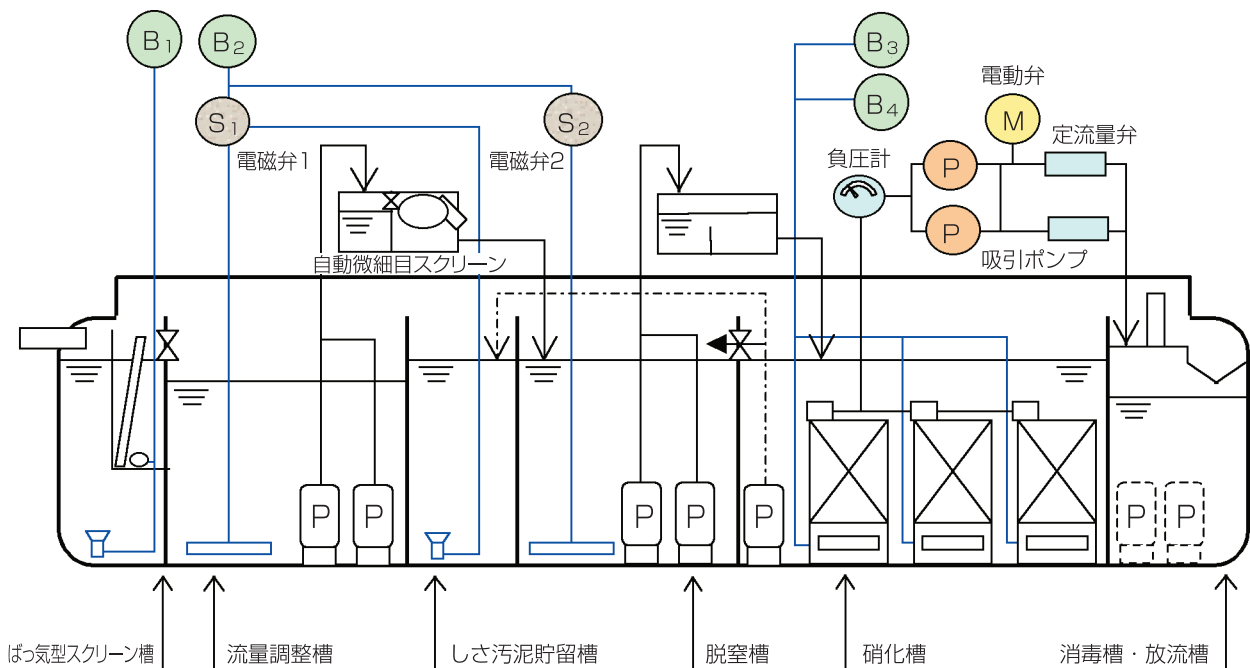 B1
B2
B3
B4
電動弁
S1
S2
M
定流量弁
電磁弁1
電磁弁2
負圧計
P
P
吸引ポンプ
自動微細目スクリーン
P
P
P
P
P
P
P
ばっ気型スクリーン槽
流量調整槽
しさ汚泥貯留槽
脱窒槽
硝化槽
消毒槽・放流槽